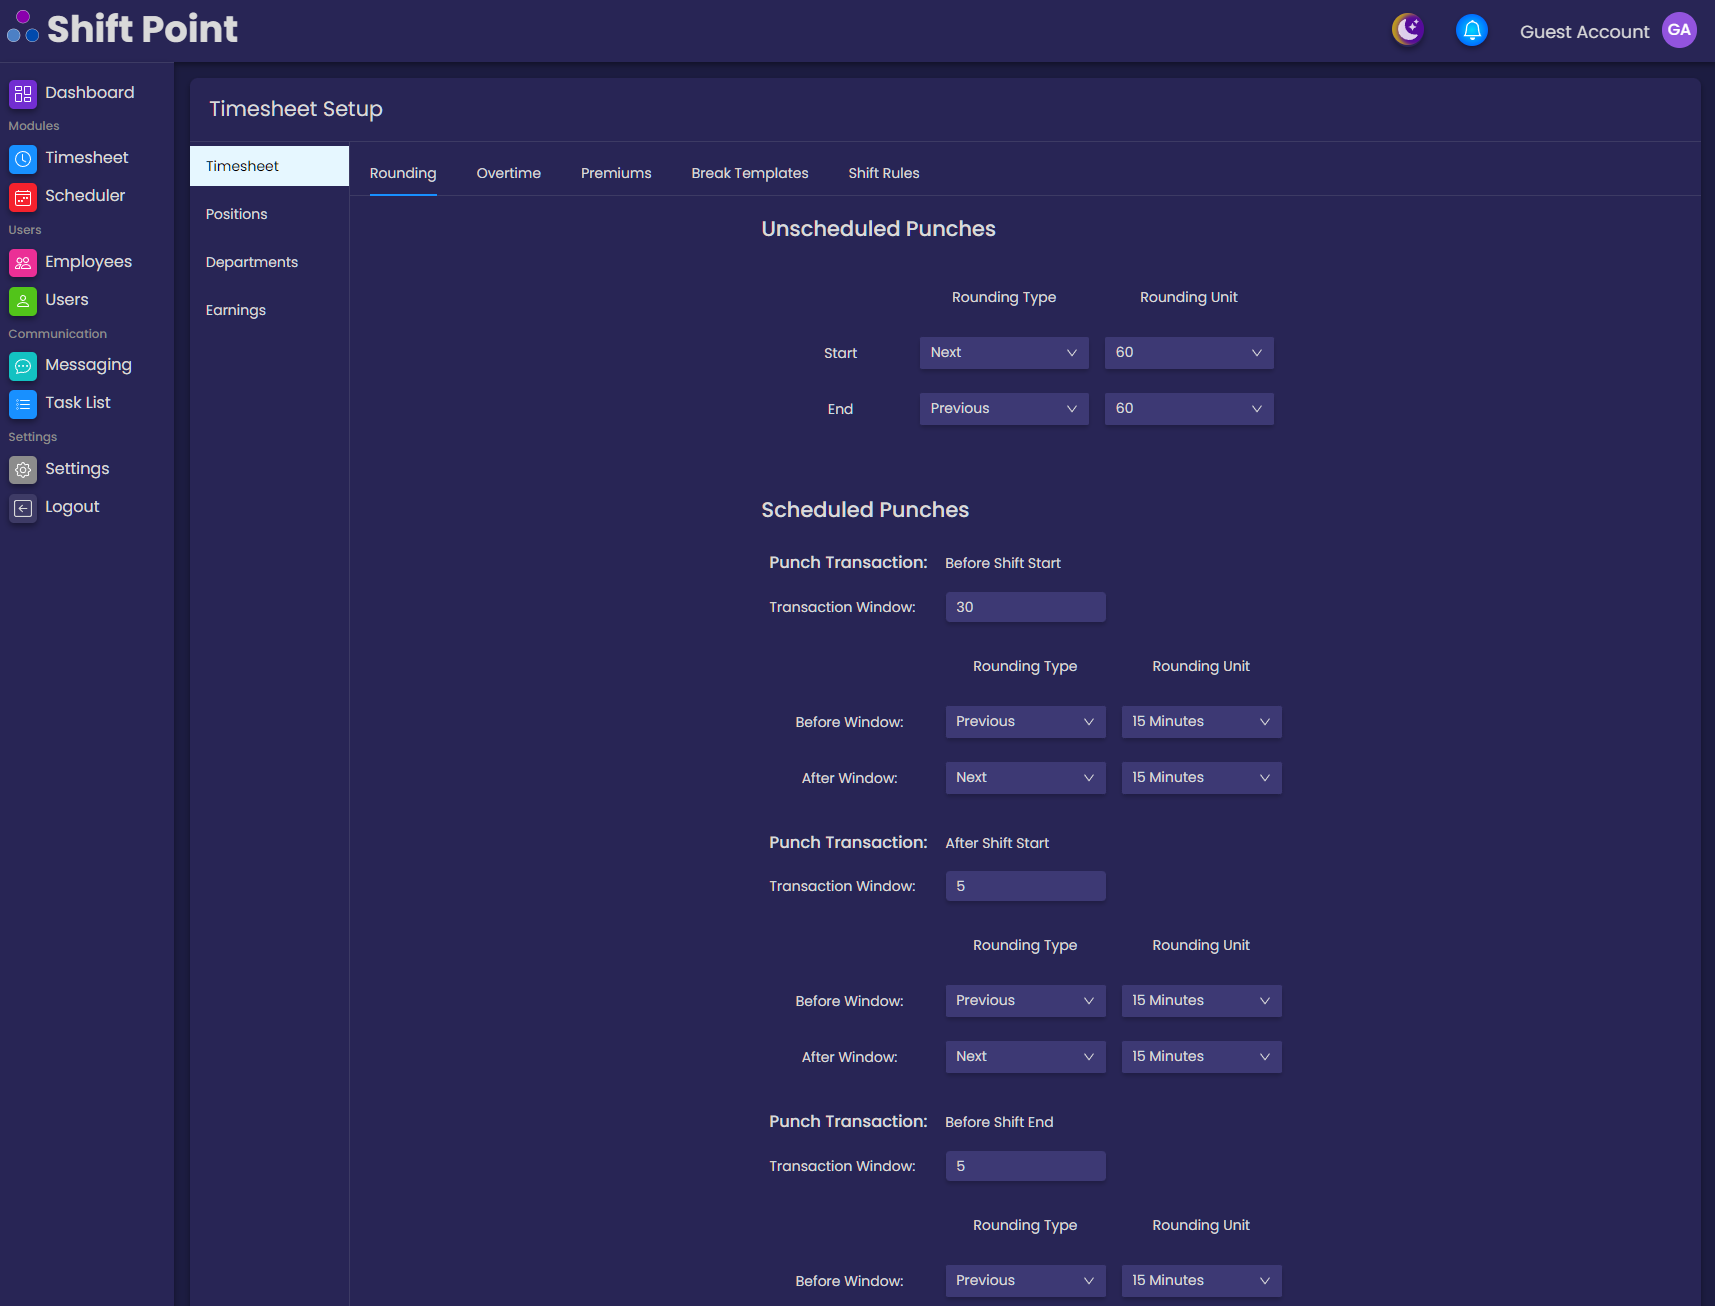 Shift Point
Guest Account
GA
Dashboard
Modules
Timesheet
Scheduler
Users
Employees
Users
Communication
Messaging
Task List
Settings
Settings
Logout
Timesheet Setup
Timesheet
Positions
Departments
Earnings
Rounding Overtime Premiums Break Templates Shift Rules
Unscheduled Punches
Rounding Type Rounding Unit
Start Next 60
End Previous 60
Scheduled Punches
Punch Transaction: Before Shift Start
Transaction Window: 30
Rounding Type Rounding Unit
Before Window: Previous 15 Minutes
After Window: Next 15 Minutes
Punch Transaction: After Shift Start
Transaction Window: 5
Rounding Type Rounding Unit
Before Window: Previous 15 Minutes
After Window: Next 15 Minutes
Punch Transaction: Before Shift End
Transaction Window: 5
Rounding Type Rounding Unit
Before Window: Previous 15 Minutes